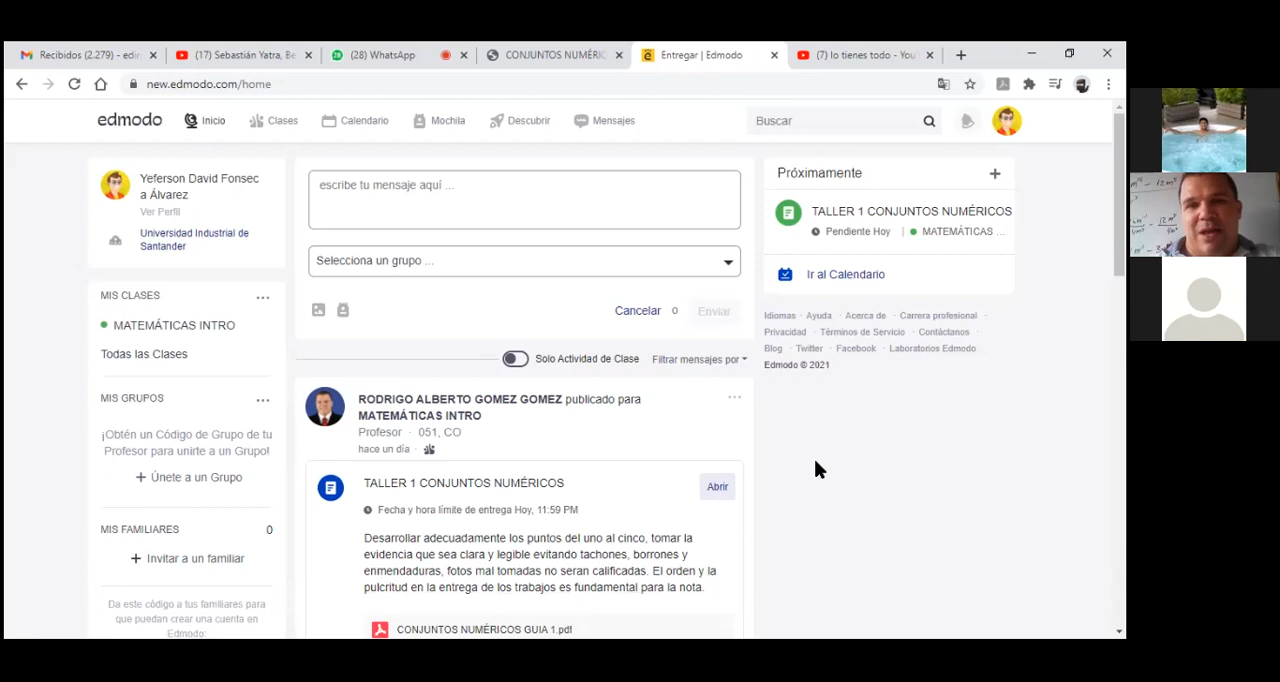 Recibidos (2.279) - edir
(17) Sebastián Yatra, Be
(28) WhatsApp
CONJUNTOS NUMÉRIC
Entregar | Edmodo
(7) lo tienes todo - You
new.edmodo.com/home
edmodo
Inicio
Clases
Calendario
Mochila
Descubrir
Mensajes
Buscar
Yeferson David Fonsec
a Álvarez
Ver Perfil
Universidad Industrial de
Santander
MIS CLASES
MATEMÁTICAS INTRO
Todas las Clases
MIS GRUPOS
¡Obtén un Código de Grupo de tu
Profesor para unirte a un Grupo!
Únete a un Grupo
MIS FAMILIARES 0
Invitar a un familiar
Da este código a tus familiares para
que puedan crear una cuenta en
Edmodo:
escribe tu mensaje aquí ...
Selecciona un grupo ...
Cancelar 0 Enviar
Solo Actividad de Clase Filtrar mensajes por
RODRIGO ALBERTO GOMEZ GOMEZ publicado para
MATEMÁTICAS INTRO
Profesor · 051, CO
hace un día ·
TALLER 1 CONJUNTOS NUMÉRICOS
Abrir
Fecha y hora límite de entrega Hoy, 11:59 PM
Desarrollar adecuadamente los puntos del uno al cinco, tomar la
evidencia que sea clara y legible evitando tachones, borrones y
enmendaduras, fotos mal tomadas no seran calificadas. El orden y la
pulcritud en la entrega de los trabajos es fundamental para la nota.
CONJUNTOS NUMÉRICOS GUIA 1.pdf
Próximamente
TALLER 1 CONJUNTOS NUMÉRICOS
Pendiente Hoy | MATEMÁTICAS ...
Ir al Calendario
Idiomas · Ayuda · Acerca de · Carrera profesional ·
Privacidad · Términos de Servicio · Contáctanos ·
Blog · Twitter · Facebook · Laboratorios Edmodo
Edmodo © 2021